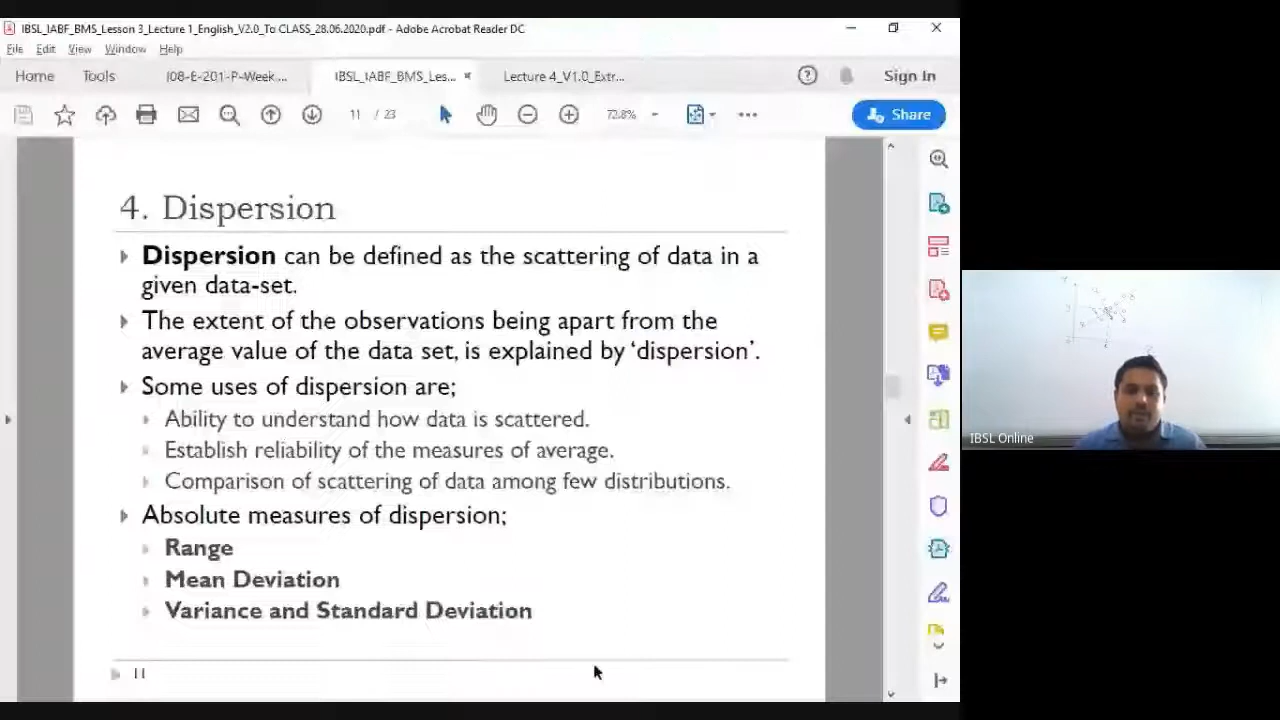 IBSL_IABF_BMS_Lesson 3_Lecture 1_English_V2.0_To CLASS_28.06.2020.pdf - Adobe Acrobat Reader DC
File Edit View Window Help
Home Tools I08-E-201-P-Week... IBSL_IABF_BMS_Les... × Lecture 4_V1.0_Extr... Sign In
11 / 23 72.8% Share
4. Dispersion
Dispersion can be defined as the scattering of data in a
given data-set.
The extent of the observations being apart from the
average value of the data set, is explained by ‘dispersion’.
Some uses of dispersion are;
Ability to understand how data is scattered.
Establish reliability of the measures of average.
Comparison of scattering of data among few distributions.
Absolute measures of dispersion;
Range
Mean Deviation
Variance and Standard Deviation
11
IBSL Online